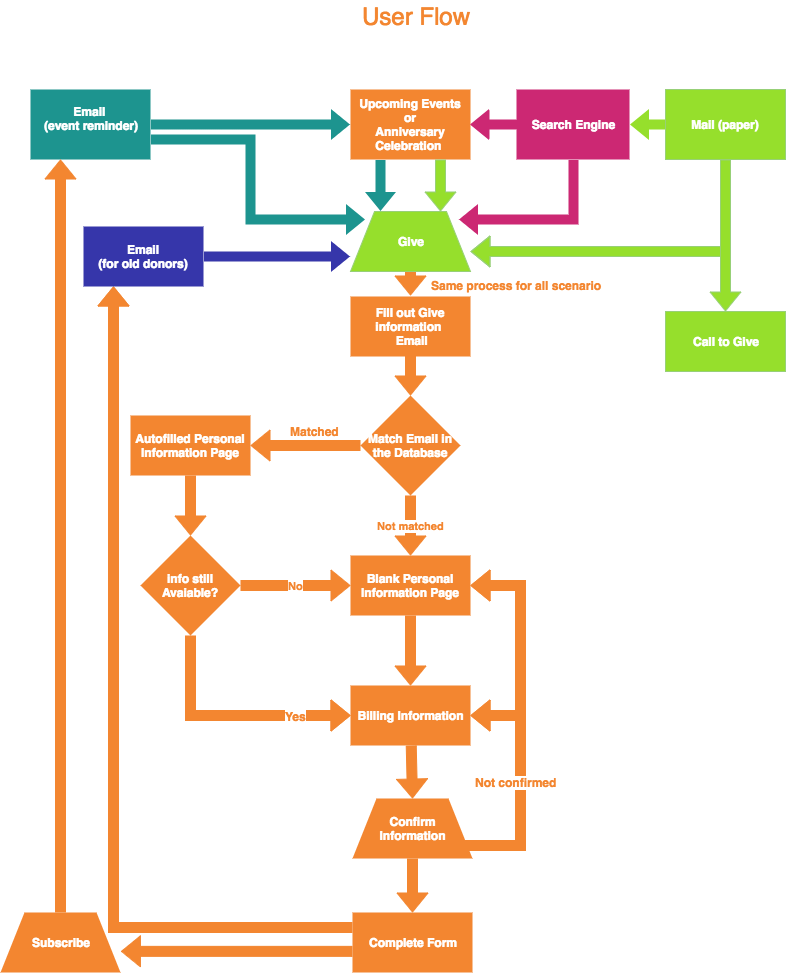 User Flow
Email
(event reminder)
Upcoming Events
or
Anniversary
Celebration
Search Engine
Mail (paper)
Email
(for old donors)
Give
Same process for all scenario
Fill out Give
information
Email
Call to Give
Matched
Autofilled Personal
Information Page
Match Email in
the Database
Not matched
Info still
Avaiable?
No
Blank Personal
Information Page
Yes
Billing information
Not confirmed
Confirm
Information
Subscribe
Complete Form